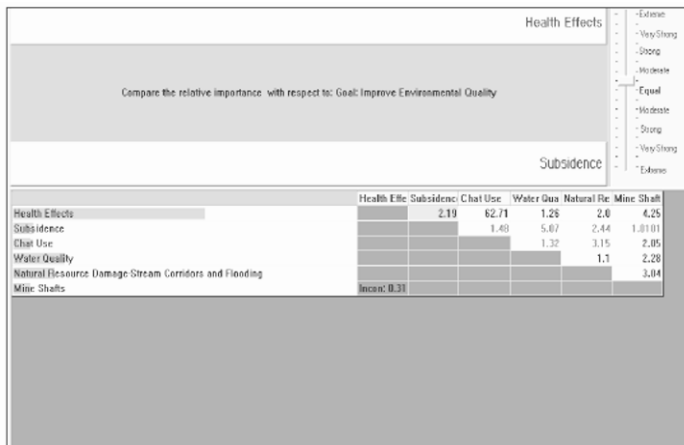 Health Effects
Compare the relative importance with respect to: Goal: Improve Environmental Quality
Subsidence
Extreme
Very Strong
Strong
Moderate
Equal
Moderate
Strong
Very Strong
Extreme
Health Effe Subsidenc Chat Use Water Qua Natural Re Mine Shaft
Health Effects 2.19 62.71 1.26 2.0 4.25
Subsidence 1.48 5.07 2.44 1.0101
Chat Use 1.32 3.15 2.05
Water Quality 1.1 2.28
Natural Resource Damage-Stream Corridors and Flooding 3.04
Mine Shafts Incon: 0.31